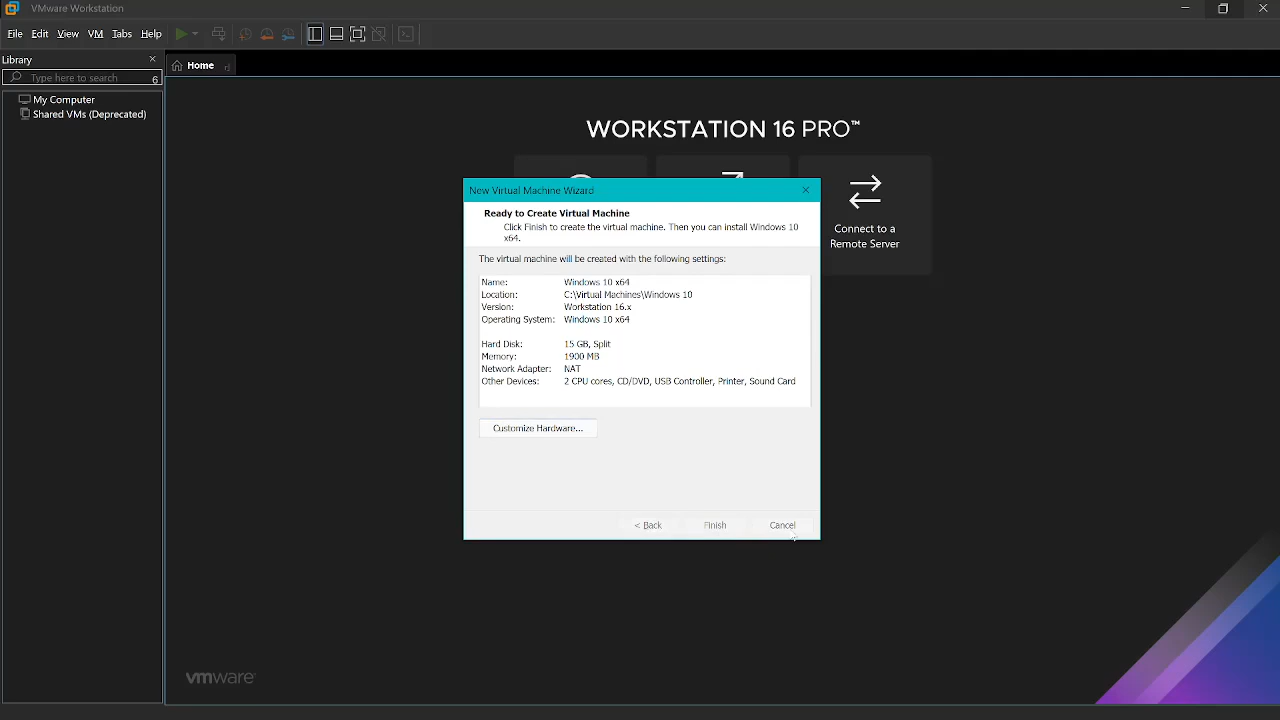 VMware Workstation
File Edit View VM Tabs Help
Library
Type here to search
My Computer
Shared VMs (Deprecated)
Home
WORKSTATION 16 PRO™
Connect to a
Remote Server
New Virtual Machine Wizard
Ready to Create Virtual Machine
Click Finish to create the virtual machine. Then you can install Windows 10
x64.
The virtual machine will be created with the following settings:
Name: Windows 10 x64
Location: C:\Virtual Machines\Windows 10
Version: Workstation 16.x
Operating System: Windows 10 x64
Hard Disk: 15 GB, Split
Memory: 1900 MB
Network Adapter: NAT
Other Devices: 2 CPU cores, CD/DVD, USB Controller, Printer, Sound Card
Customize Hardware...
< Back Finish Cancel
vmware